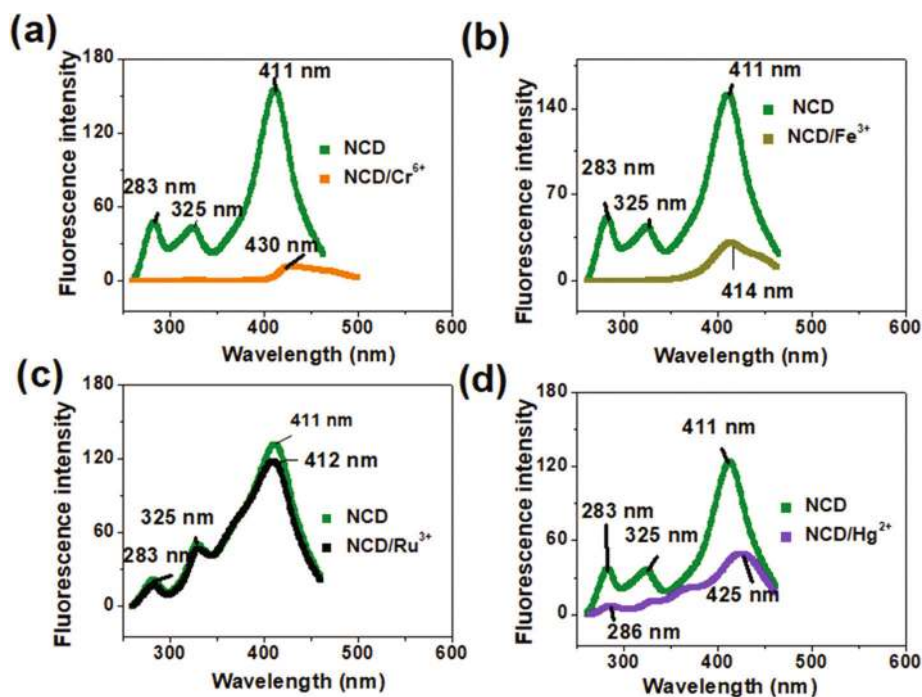 (a)
Fluorescence intensity
180
120
60
0
411 nm
283 nm
325 nm
430 nm
NCD
NCD/Cr⁶⁺
300
400
500
600
Wavelength (nm)
(b)
Fluorescence intensity
140
70
0
411 nm
283 nm
325 nm
414 nm
NCD
NCD/Fe³⁺
300
400
500
600
Wavelength (nm)
(c)
Fluorescence intensity
180
120
60
0
411 nm
412 nm
325 nm
283 nm
NCD
NCD/Ru³⁺
300
400
500
600
Wavelength (nm)
(d)
Fluorescence intensity
180
120
60
0
411 nm
283 nm
325 nm
425 nm
286 nm
NCD
NCD/Hg²⁺
300
400
500
600
Wavelength (nm)